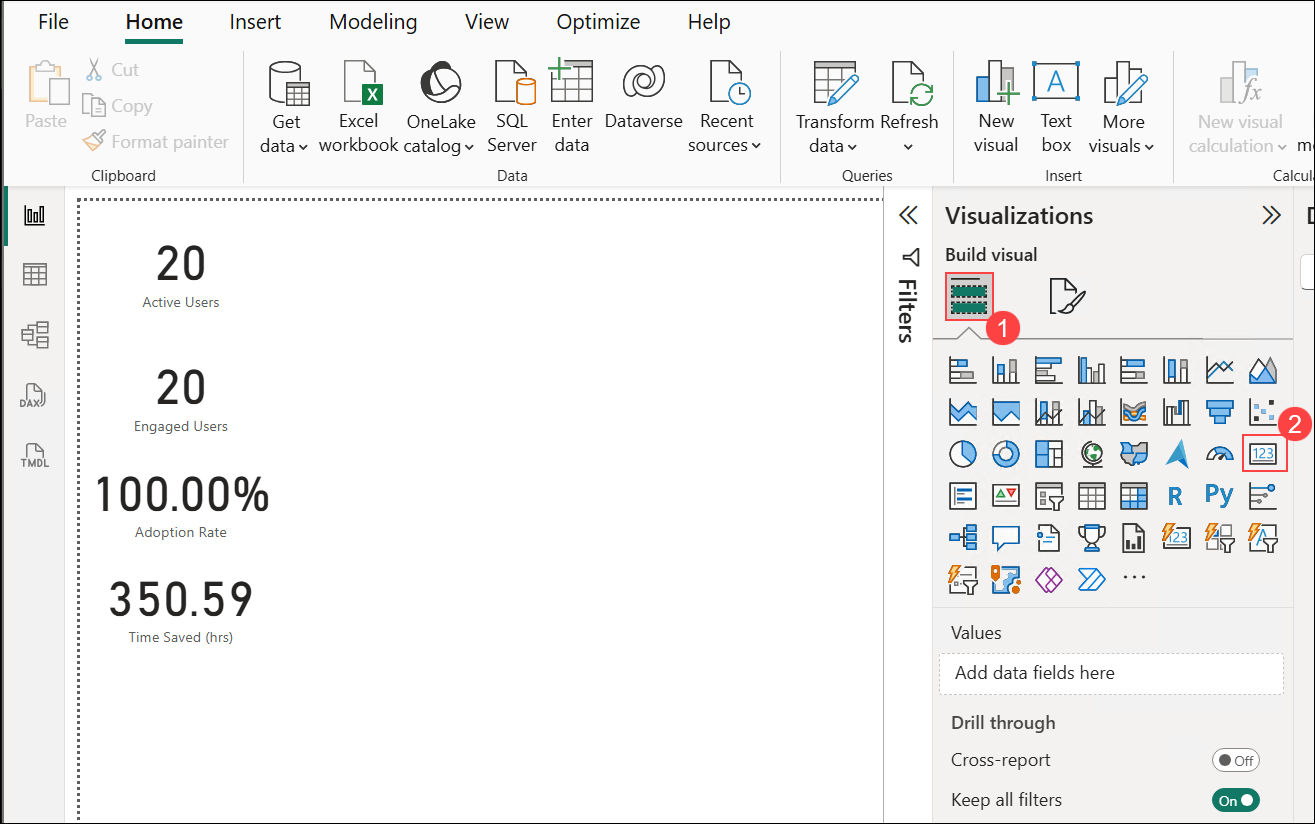 File Home Insert Modeling View Optimize Help
Paste
Cut
Copy
Format painter
Clipboard
Get
data
Excel
workbook
OneLake
catalog
SQL
Server
Enter
data
Dataverse
Recent
sources
Data
Transform
data
Refresh
Queries
New
visual
Text
box
More
visuals
Insert
New visual
calculation
DAX
TMDL
20
Active Users
20
Engaged Users
100.00%
Adoption Rate
350.59
Time Saved (hrs)
Filters
Visualizations
Build visual
1
2
123
R Py
123
Values
Add data fields here
Drill through
Cross-report Off
Keep all filters On